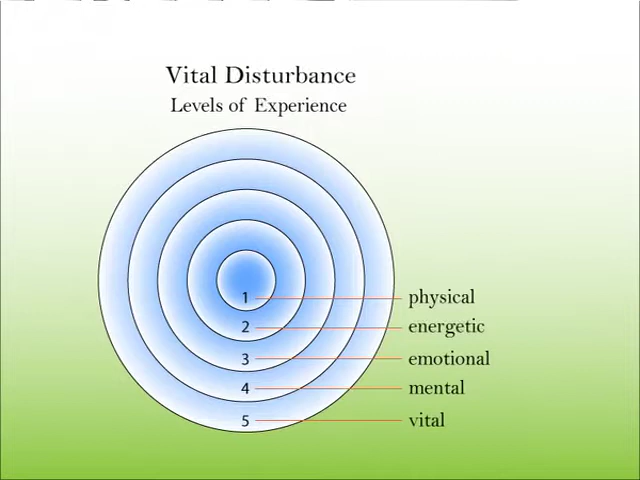 Vital Disturbance
Levels of Experience
1 physical
2 energetic
3 emotional
4 mental
5 vital